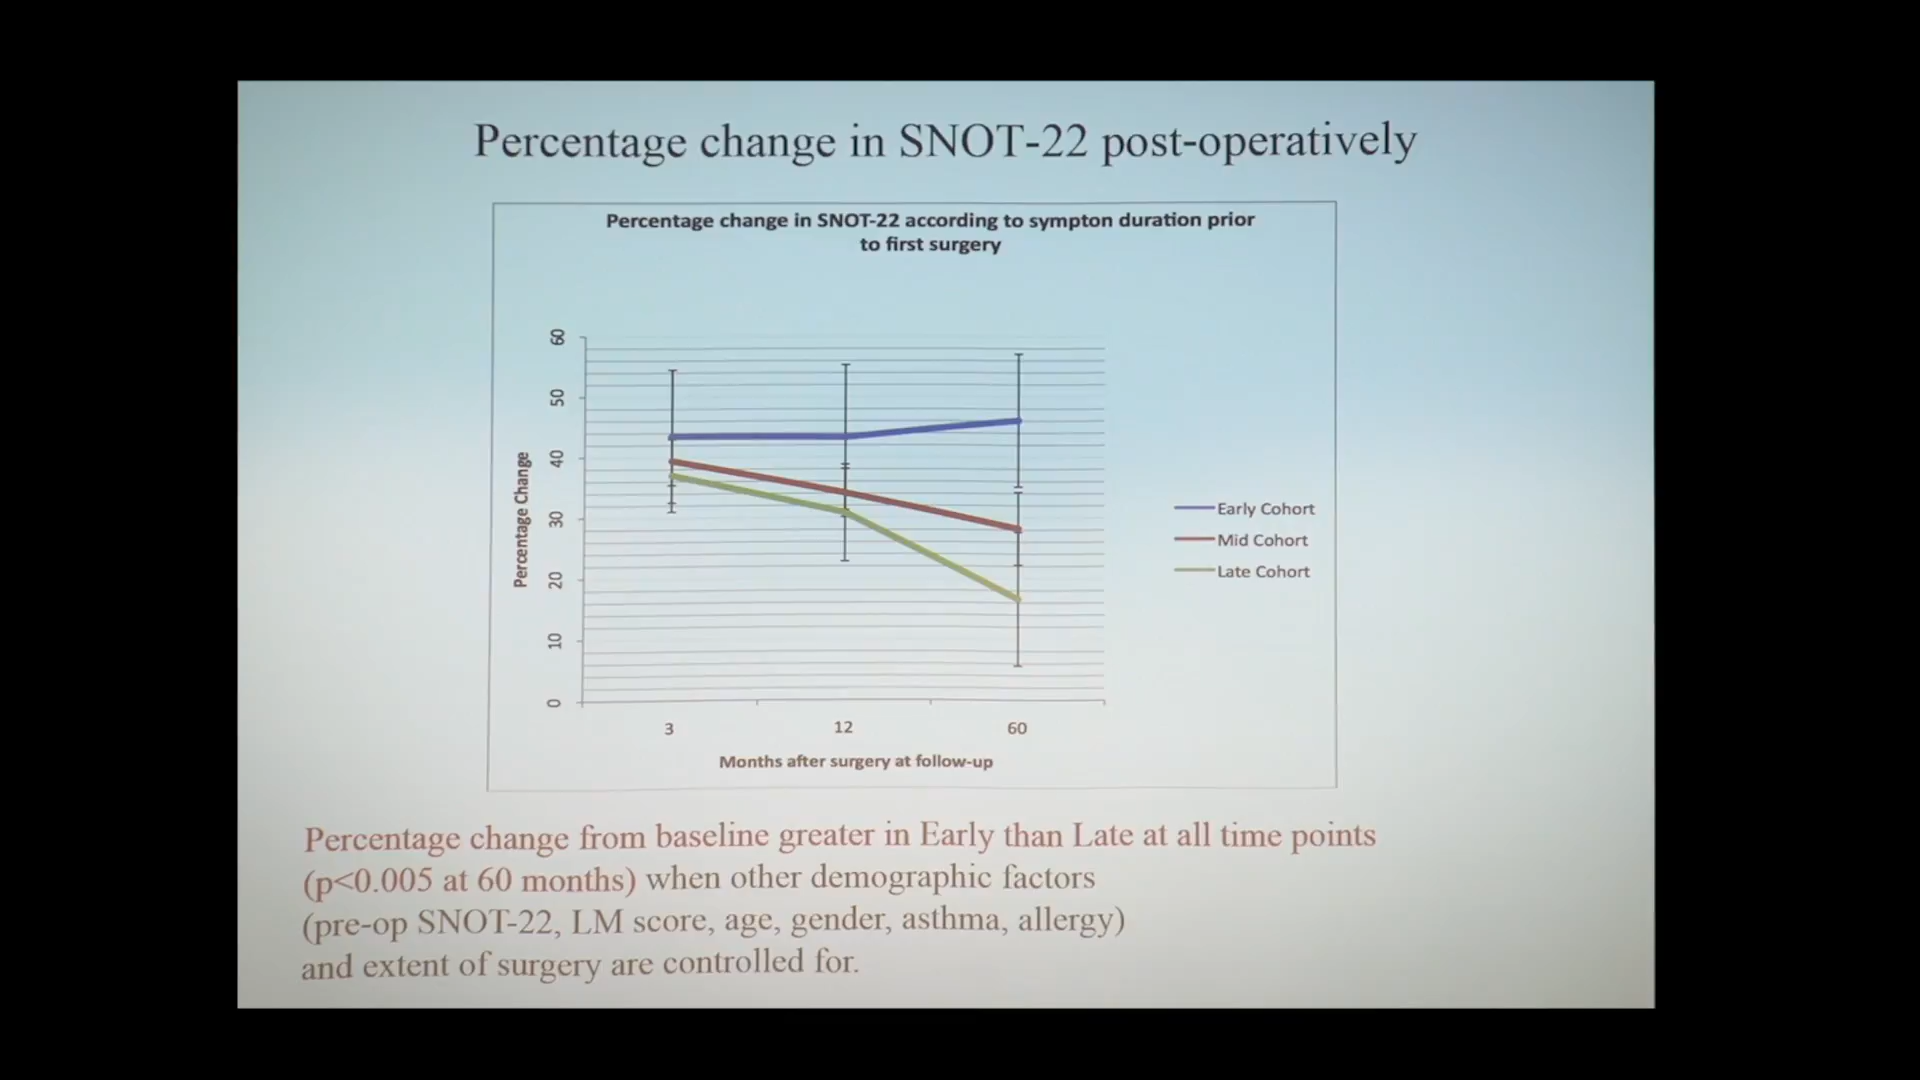 Percentage change in SNOT-22 post-operatively
Percentage change in SNOT-22 according to sympton duration prior
to first surgery
60
50
40
30
20
10
0
Percentage Change
3
12
60
Months after surgery at follow-up
Early Cohort
Mid Cohort
Late Cohort
Percentage change from baseline greater in Early than Late at all time points
(p<0.005 at 60 months) when other demographic factors
(pre-op SNOT-22, LM score, age, gender, asthma, allergy)
and extent of surgery are controlled for.